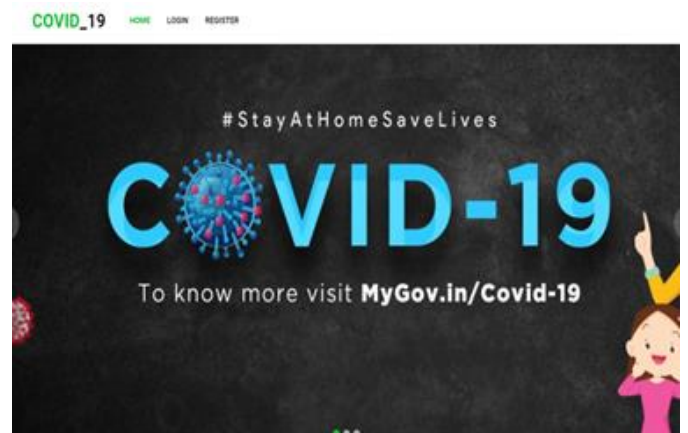 COVID_19 HOME LOGIN REGISTER
#StayAtHomeSaveLives
COVID-19
To know more visit MyGov.in/Covid-19